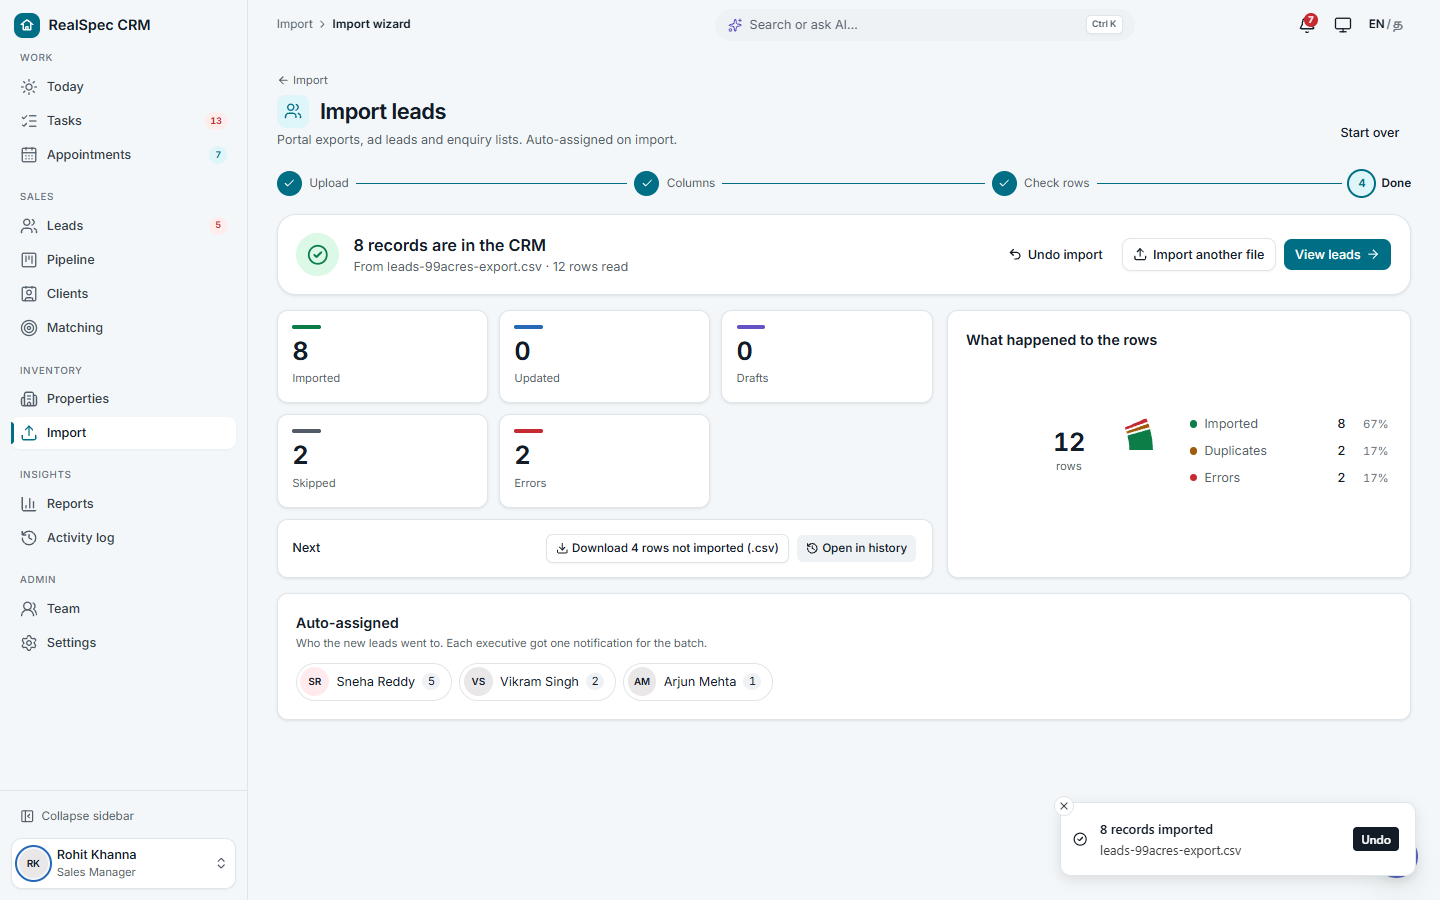 RealSpec CRM
WORK
Today
Tasks 13
Appointments 7
SALES
Leads 5
Pipeline
Clients
Matching
INVENTORY
Properties
Import
INSIGHTS
Reports
Activity log
ADMIN
Team
Settings
Collapse sidebar
RK
Rohit Khanna
Sales Manager
Import > Import wizard
Search or ask AI... Ctrl K
7
EN / த
← Import
Import leads
Portal exports, ad leads and enquiry lists. Auto-assigned on import.
Start over
Upload Columns Check rows 4 Done
8 records are in the CRM
From leads-99acres-export.csv · 12 rows read
Undo import Import another file View leads →
8
Imported
0
Updated
0
Drafts
2
Skipped
2
Errors
What happened to the rows
12
rows
Imported 8 67%
Duplicates 2 17%
Errors 2 17%
Next Download 4 rows not imported (.csv) Open in history
Auto-assigned
Who the new leads went to. Each executive got one notification for the batch.
SR Sneha Reddy 5 VS Vikram Singh 2 AM Arjun Mehta 1
8 records imported
leads-99acres-export.csv
Undo